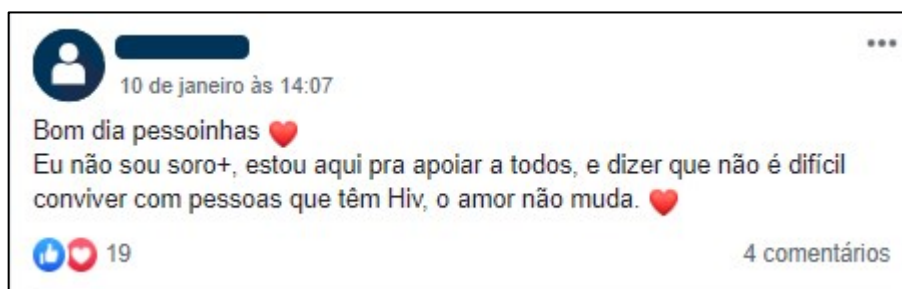 10 de janeiro às 14:07
Bom dia pessoinhas ❤️
Eu não sou soro+, estou aqui pra apoiar a todos, e dizer que não é difícil
conviver com pessoas que têm Hiv, o amor não muda. ❤️
19
4 comentários